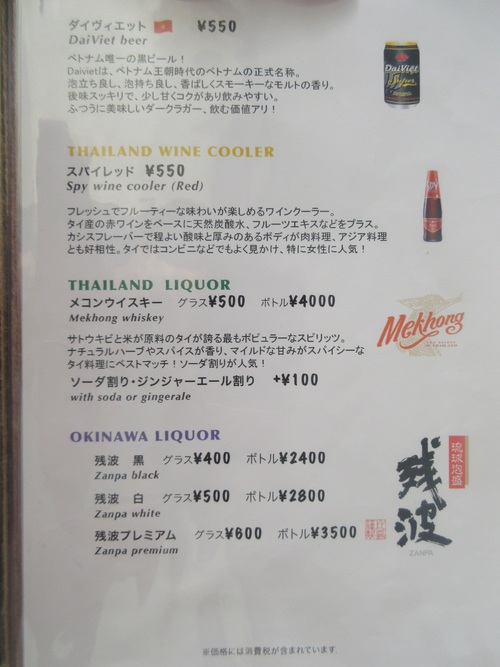 ダイヴィエット ¥550
DaiViet beer
DaiViet
ベトナム唯一の黒ビール！
Daivietは、ベトナム王朝時代のベトナムの正式名称。
泡立ち良し、泡持ち良し、香ばしくスモーキーなモルトの香り。
後味スッキリで、少し甘くコクがあり飲みやすい。
ふつうに美味しいダークラガー、飲む価値アリ！
THAILAND WINE COOLER
スパイレッド ¥550
Spy wine cooler (Red)
フレッシュでフルーティーな味わいが楽しめるワインクーラー。
タイ産の赤ワインをベースに天然炭酸水、フルーツエキスなどをプラス。
カシスフレーバーで程よい酸味と厚みのあるボディが肉料理、アジア料理
とも好相性。タイではコンビニなどでもよく見かけ、特に女性に人気！
THAILAND LIQUOR
メコンウイスキー グラス¥500 ボトル¥4000
Mekhong whiskey
Mekhong
サトウキビと米が原料のタイが誇る最もポピュラーなスピリッツ。
ナチュラルハーブやスパイスが香り、マイルドな甘みがスパイシーな
タイ料理にベストマッチ！ソーダ割りが人気！
ソーダ割り・ジンジャーエール割り +¥100
with soda or gingerale
OKINAWA LIQUOR
残波 黒 グラス¥400 ボトル¥2400
Zanpa black
残波 白 グラス¥500 ボトル¥2800
Zanpa white
残波プレミアム グラス¥600 ボトル¥3500
Zanpa premium
琉球泡盛
残波
ZANPA
※価格には消費税が含まれています。